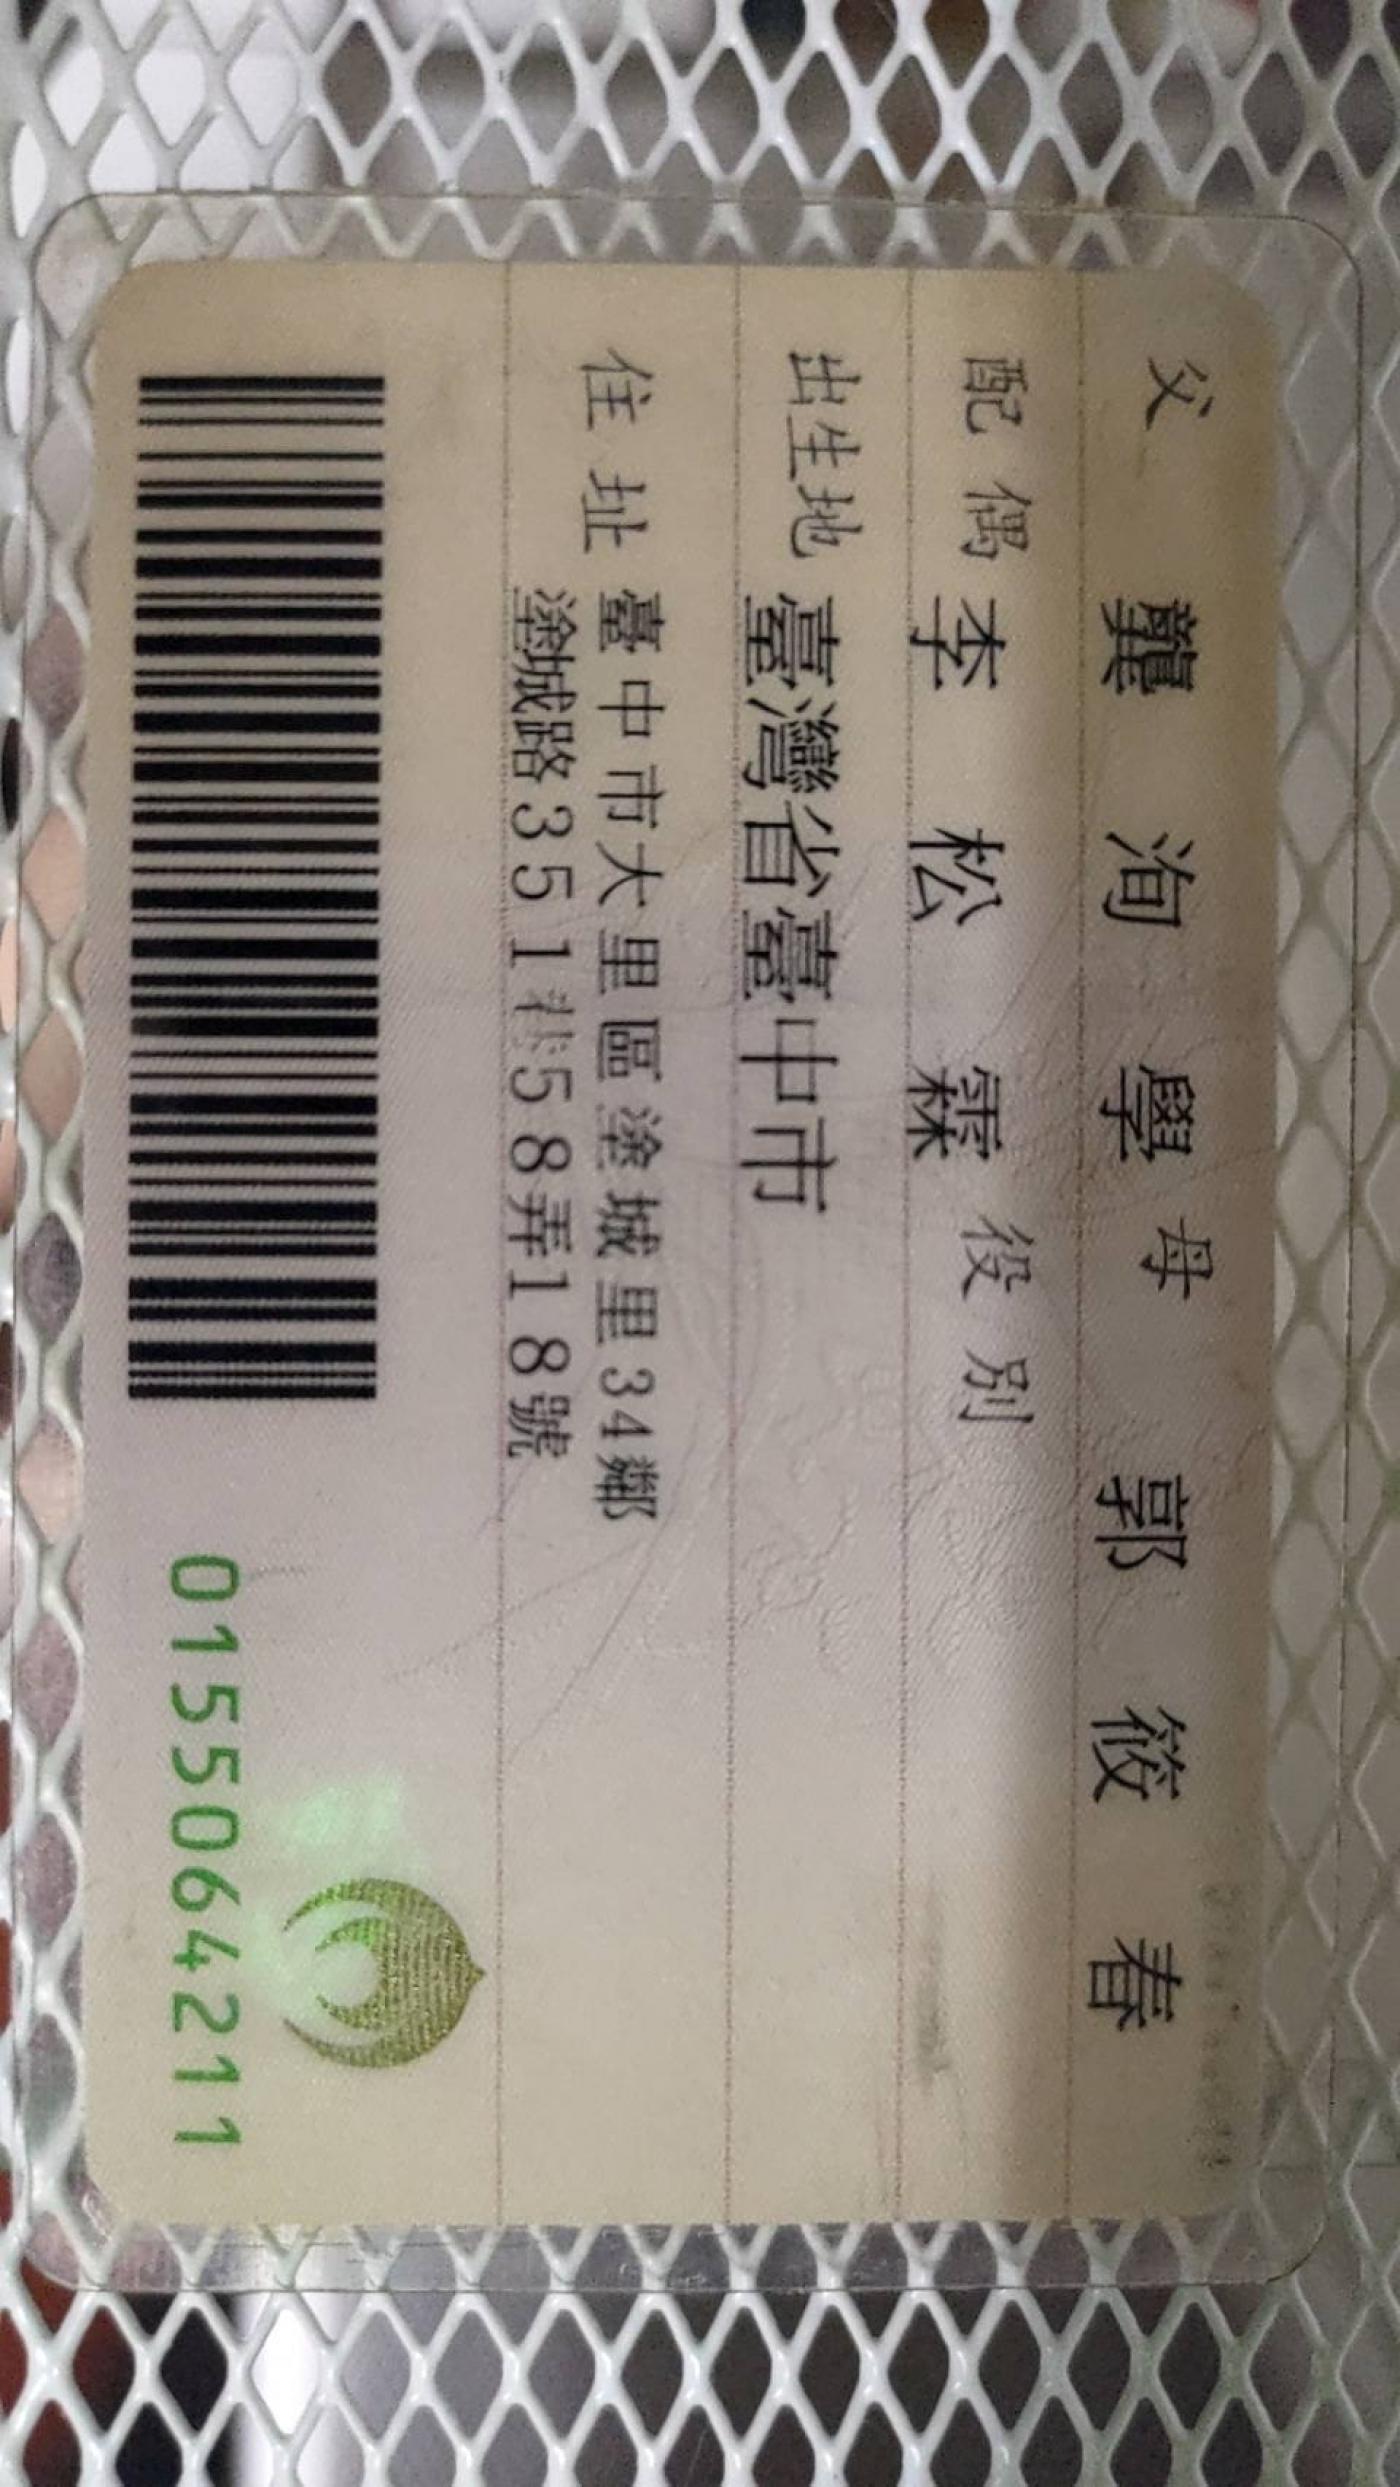 父 龔洵學 母 郭筱春
配偶 李松霖 役別
出生地 臺灣省臺中市
住址 臺中市大里區塗城里34鄰
塗城路351巷58弄18號
0155064211